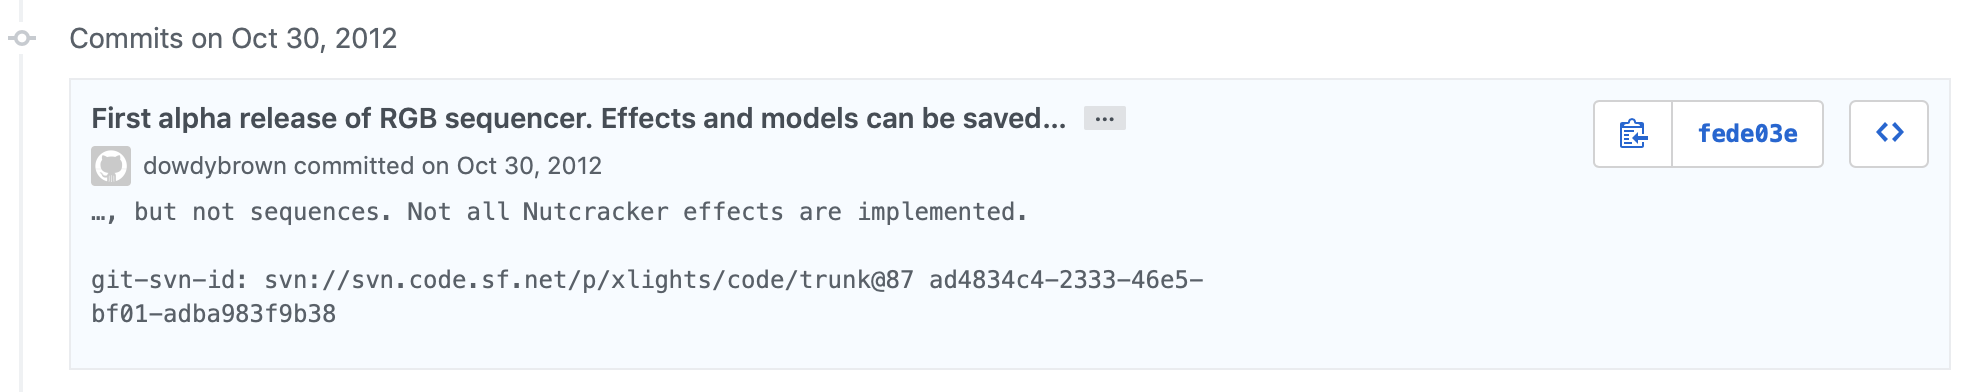 Commits on Oct 30, 2012
First alpha release of RGB sequencer. Effects and models can be saved... ...
fede03e
dowdybrown committed on Oct 30, 2012
…, but not sequences. Not all Nutcracker effects are implemented.
git-svn-id: svn://svn.code.sf.net/p/xlights/code/trunk@87 ad4834c4-2333-46e5-
bf01-adba983f9b38